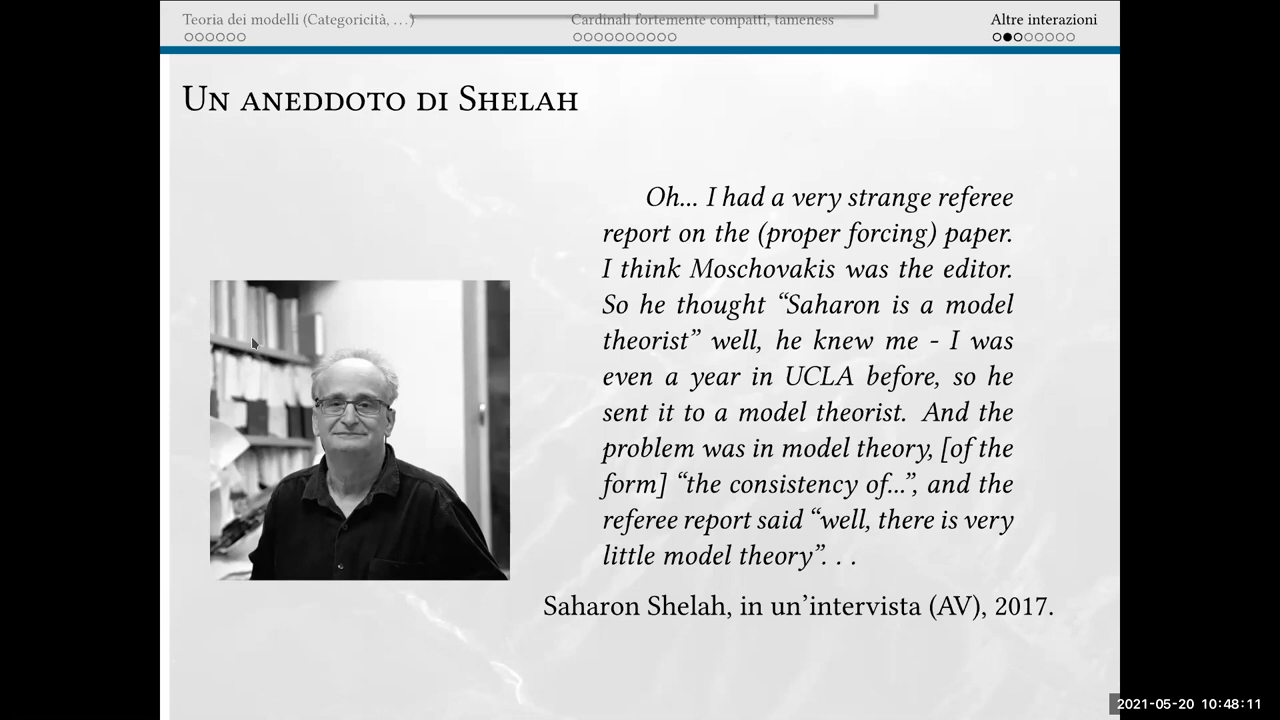 Teoria dei modelli (Categoricità, …)
Cardinali fortemente compatti, tameness
Altre interazioni
Un aneddoto di Shelah
Oh... I had a very strange referee
report on the (proper forcing) paper.
I think Moschovakis was the editor.
So he thought “Saharon is a model
theorist” well, he knew me - I was
even a year in UCLA before, so he
sent it to a model theorist. And the
problem was in model theory, [of the
form] “the consistency of...”, and the
referee report said “well, there is very
little model theory”. . .
Saharon Shelah, in un’intervista (AV), 2017.
2021-05-20 10:48:11